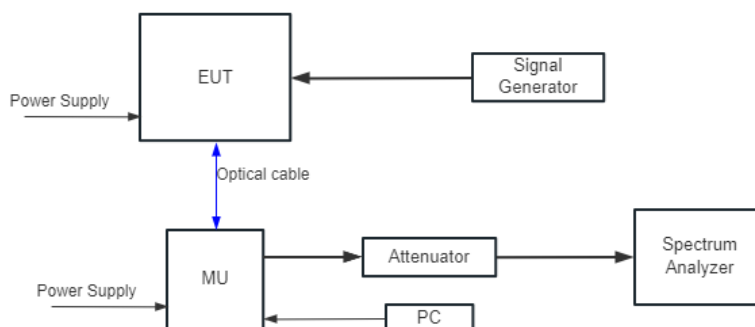 EUT
Signal
Generator
Power Supply
Optical cable
MU
Attenuator
Spectrum
Analyzer
Power Supply
PC